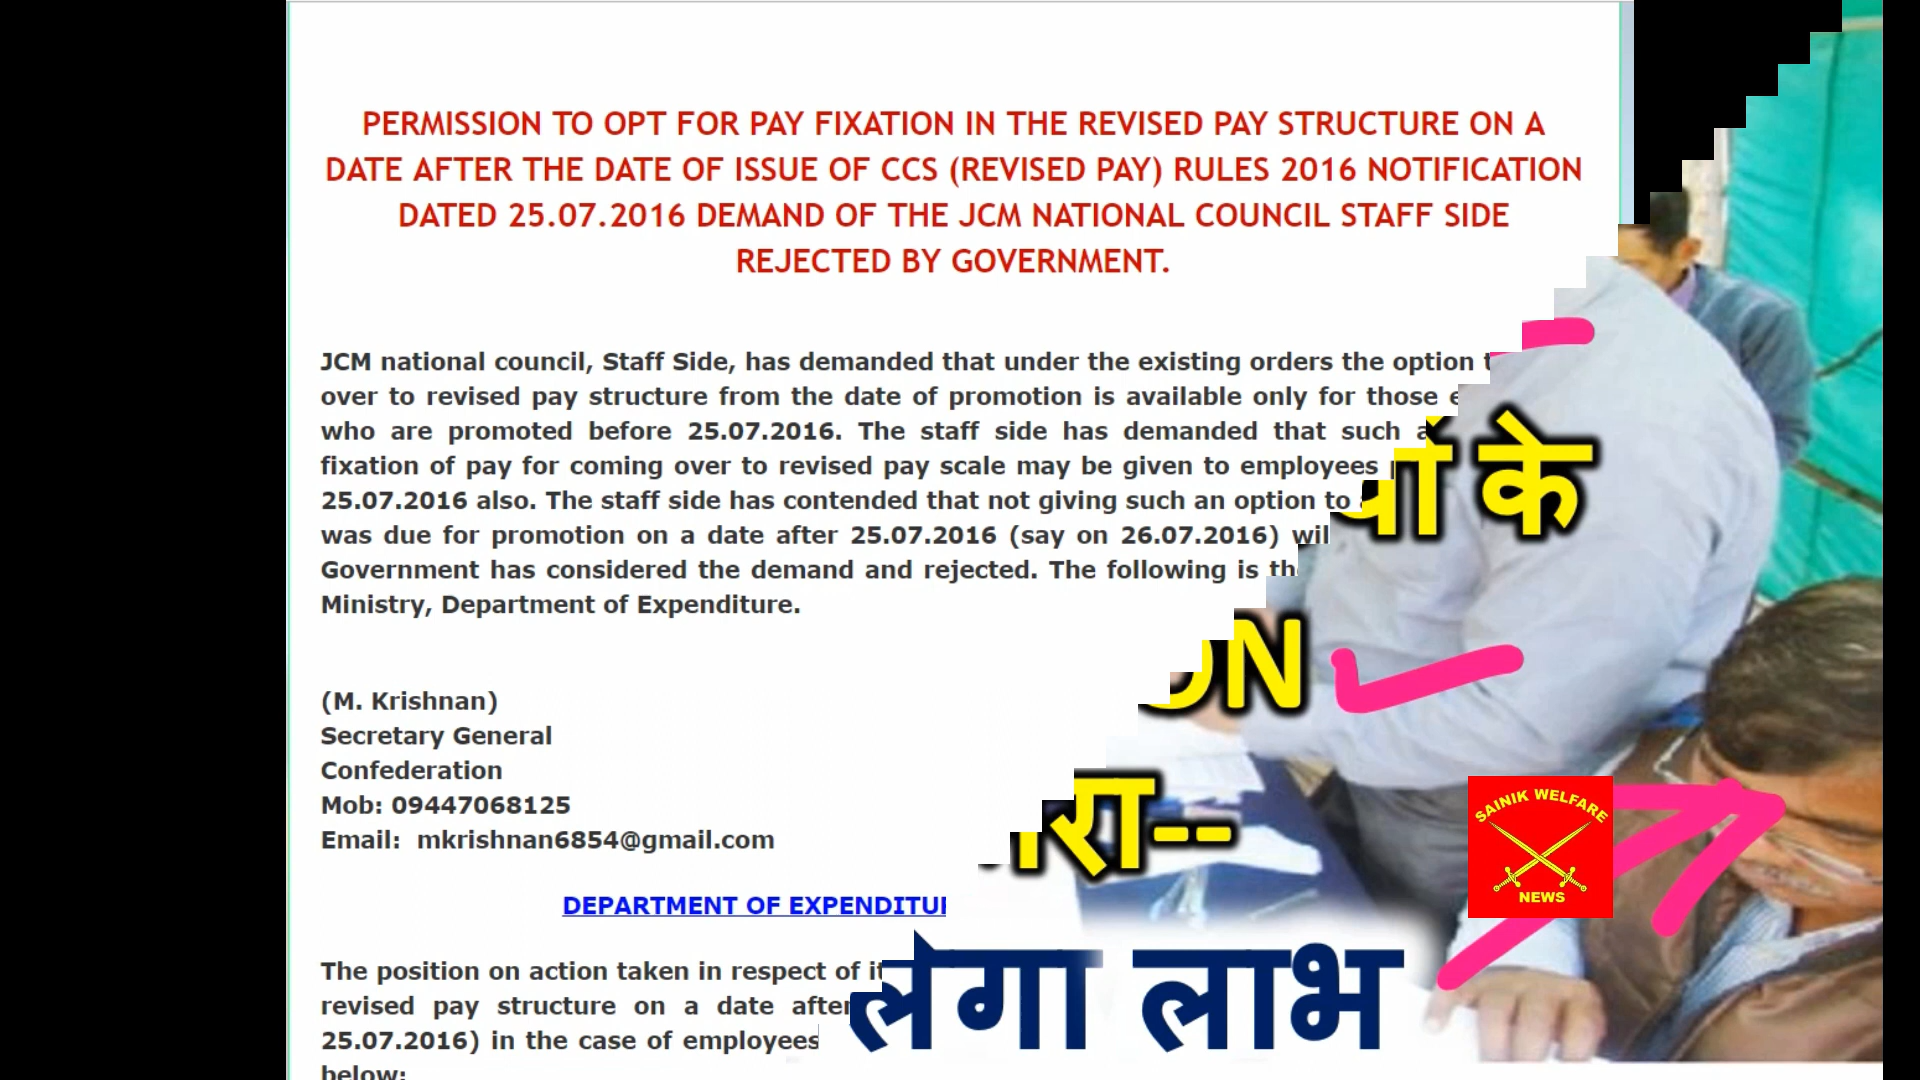 PERMISSION TO OPT FOR PAY FIXATION IN THE REVISED PAY STRUCTURE ON A
DATE AFTER THE DATE OF ISSUE OF CCS (REVISED PAY) RULES 2016 NOTIFICATION
DATED 25.07.2016 DEMAND OF THE JCM NATIONAL COUNCIL STAFF SIDE
REJECTED BY GOVERNMENT.
JCM national council, Staff Side, has demanded that under the existing orders the option
over to revised pay structure from the date of promotion is available only for those
who are promoted before 25.07.2016. The staff side has demanded that such
fixation of pay for coming over to revised pay scale may be given to employees
25.07.2016 also. The staff side has contended that not giving such an option to
was due for promotion on a date after 25.07.2016 (say on 26.07.2016)
Government has considered the demand and rejected. The following is
Ministry, Department of Expenditure.
(M. Krishnan)
Secretary General
Confederation
Mob: 09447068125
Email: mkrishnan6854@gmail.com
DEPARTMENT OF
The position on action taken in respect of
revised pay structure on a date after
25.07.2016) in the case of employees
below:
के
लाभ
SAINIK WELFARE
NEWS